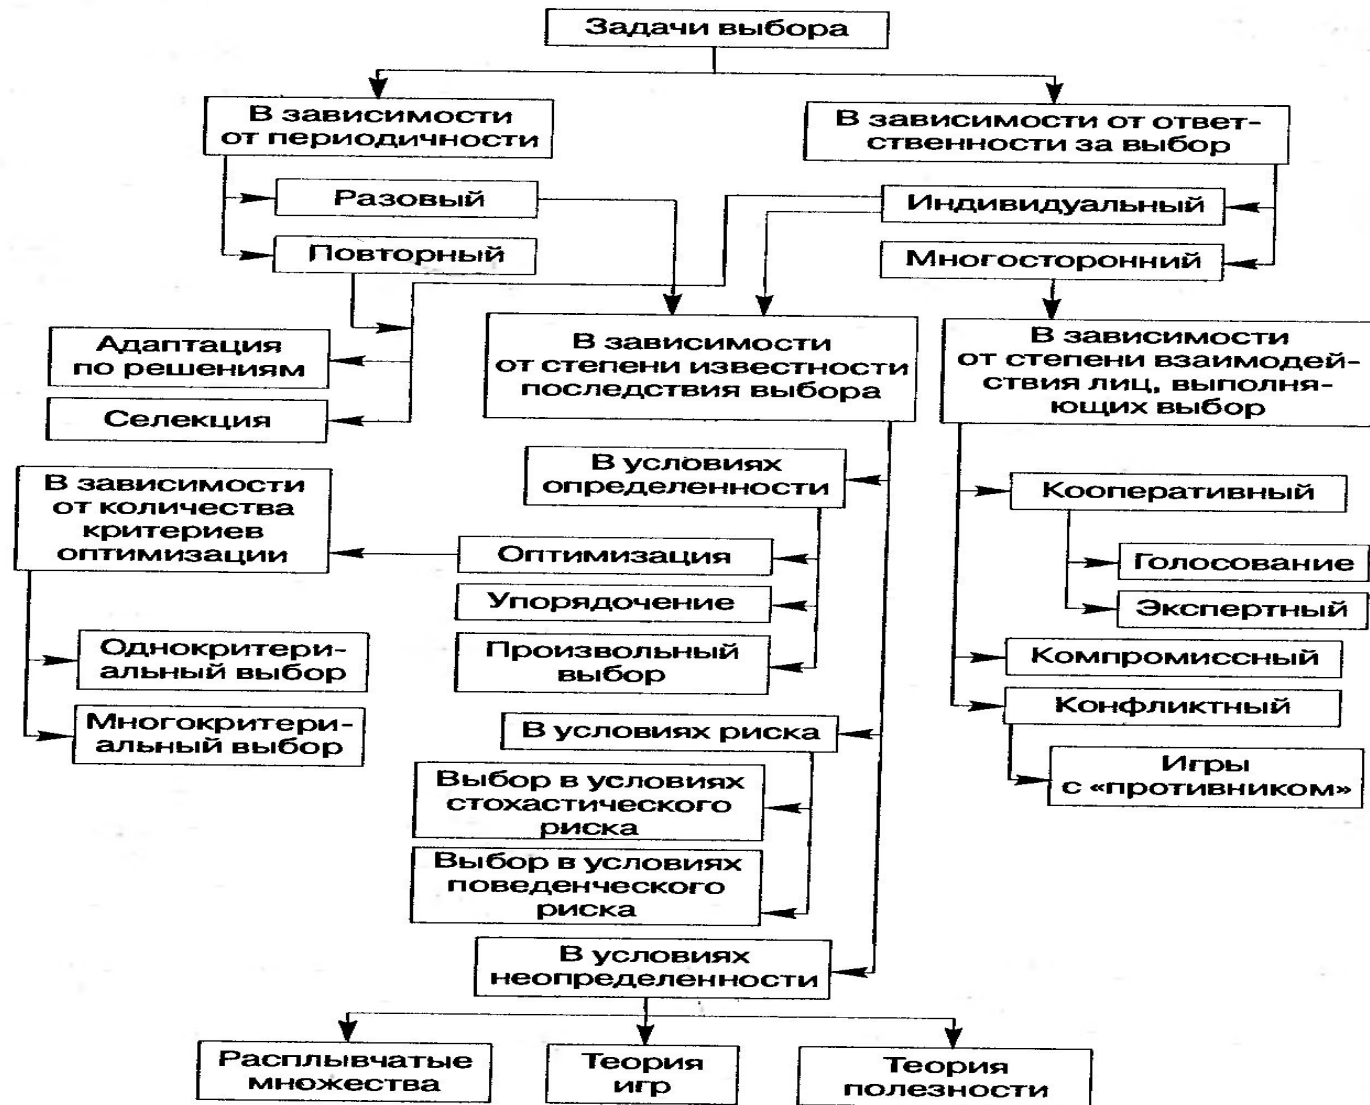 Задачи выбора
В зависимости
от периодичности
В зависимости от ответ-
ственности за выбор
Разовый
Индивидуальный
Повторный
Многосторонний
Адаптация
по решениям
Селекция
В зависимости
от степени известности
последствия выбора
В зависимости
от степени взаимодей-
ствия лиц, выполня-
ющих выбор
В зависимости
от количества
критериев
оптимизации
В условиях
определенности
Кооперативный
Оптимизация
Голосование
Упорядочение
Экспертный
Однокритери-
альный выбор
Произвольный
выбор
Компромиссный
Многокритери-
альный выбор
В условиях риска
Конфликтный
Выбор в условиях
стохастического
риска
Игры
с «противником»
Выбор в условиях
поведенческого
риска
В условиях
неопределенности
Расплывчатые
множества
Теория
игр
Теория
полезности